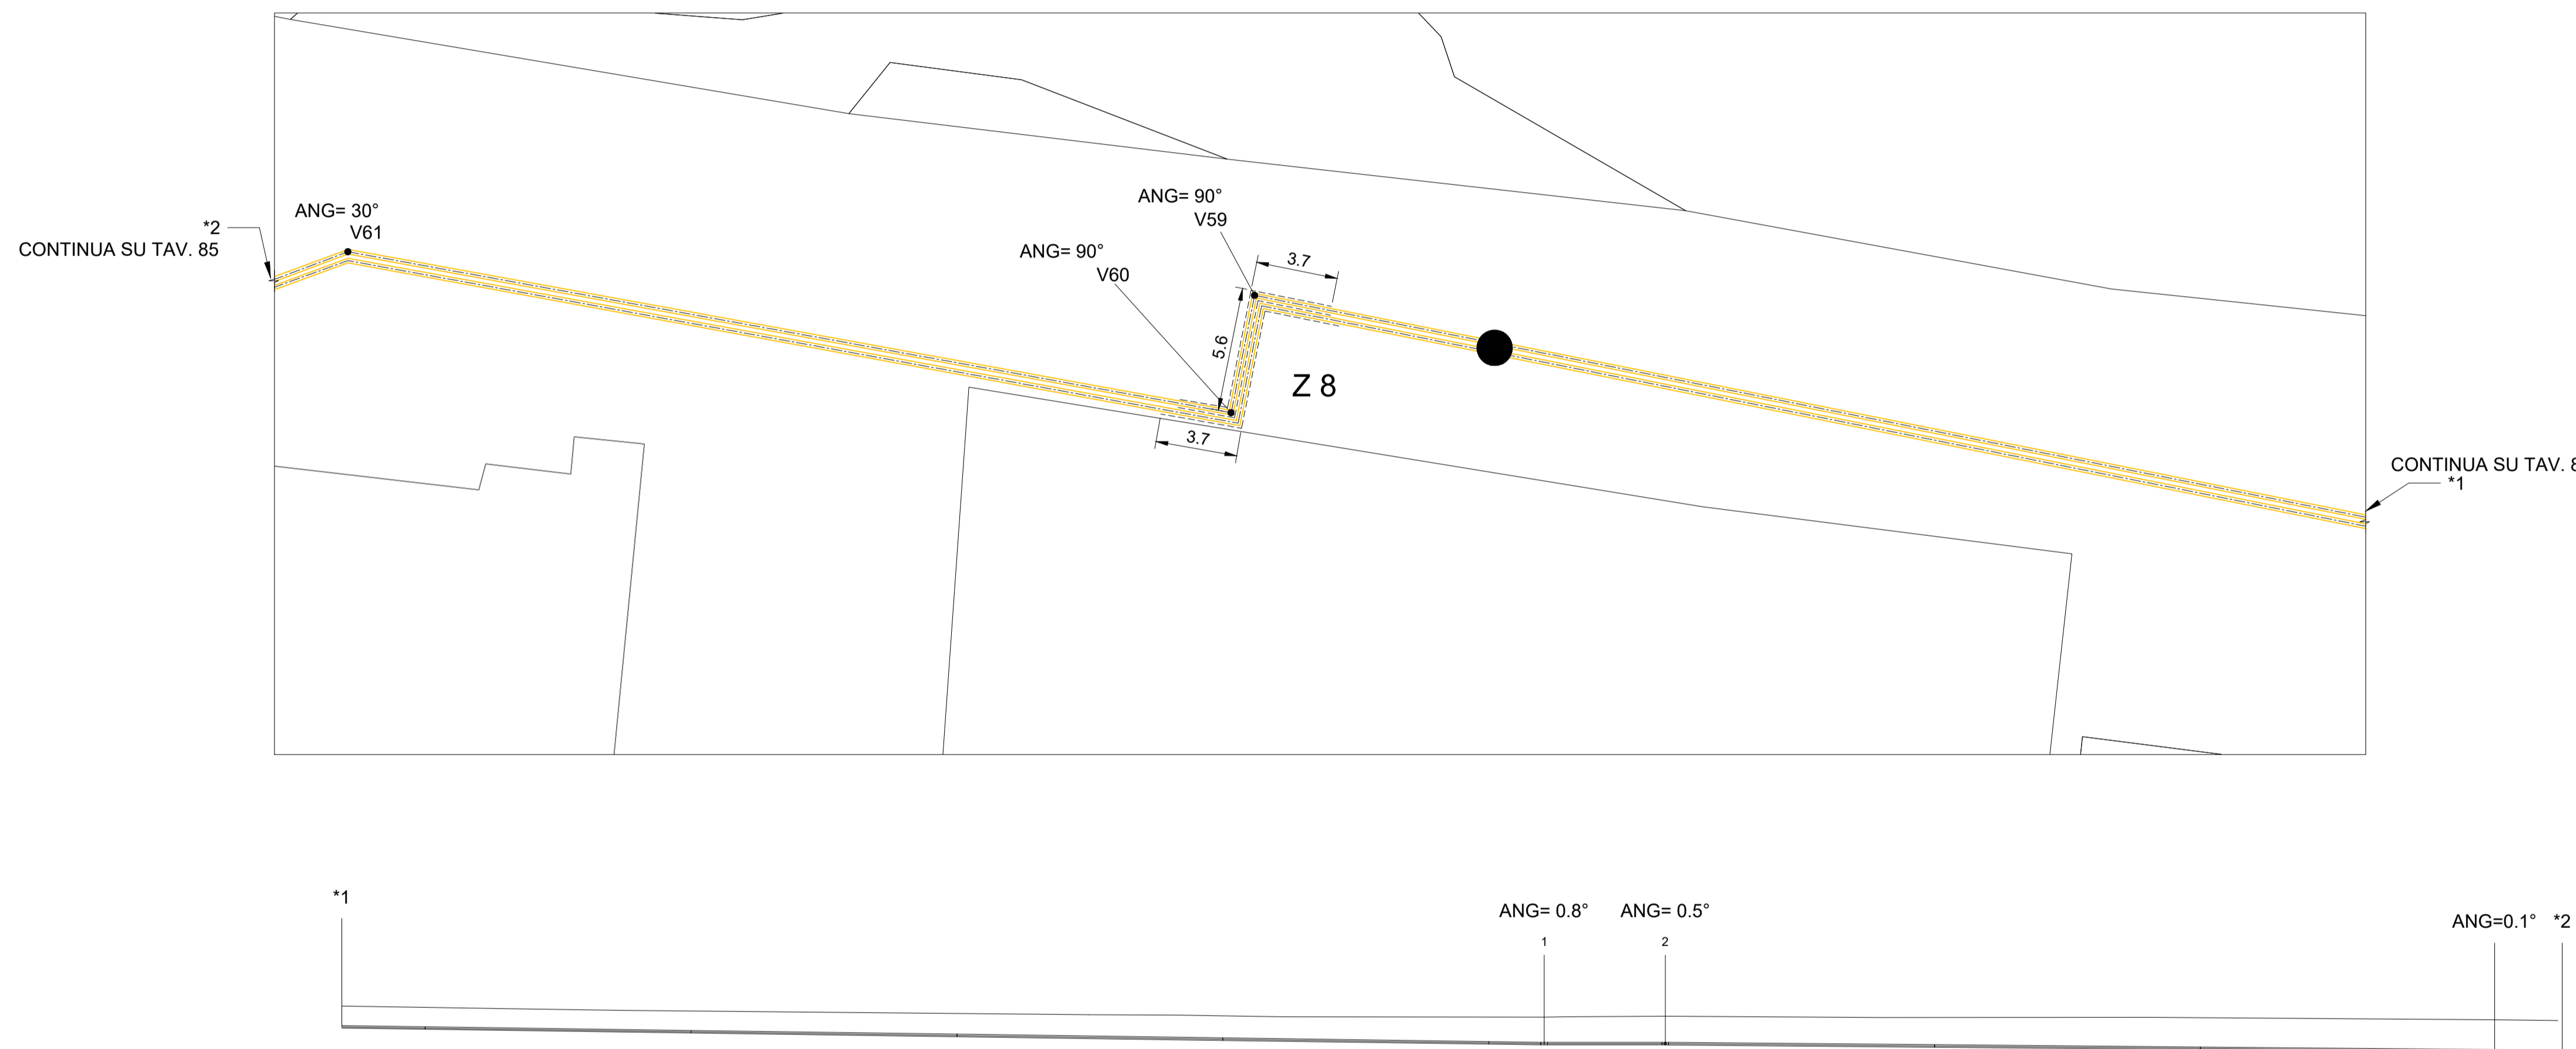 ANG= 90°
V59
ANG= 30°
V61
*2
CONTINUA SU TAV. 85
ANG= 90°
V60
3.7
5.6
Z 8
3.7
CONTINUA SU TAV.
*1
*1
ANG= 0.8°
ANG= 0.5°
ANG=0.1°
*2
1
2